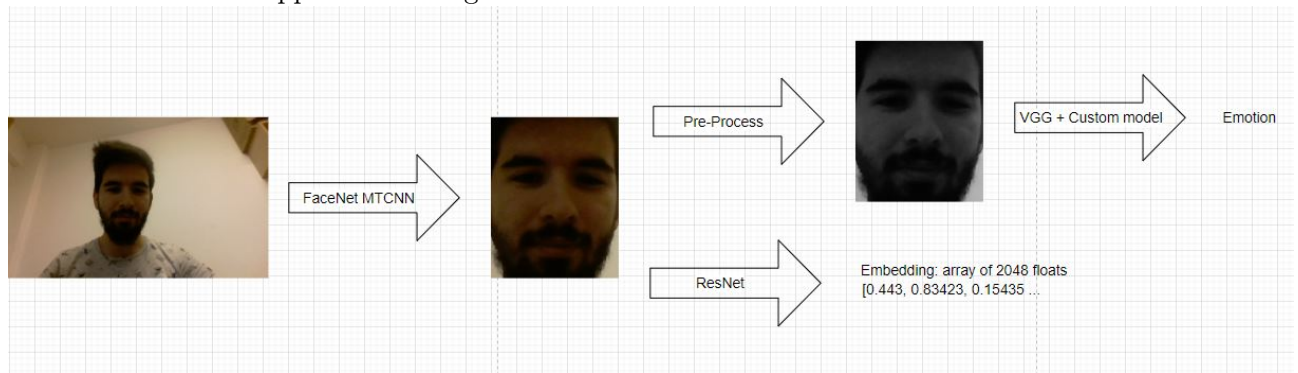 Pre-Process
VGG + Custom model
Emotion
FaceNet MTCNN
ResNet
Embedding: array of 2048 floats
[0.443, 0.83423, 0.15435 ...